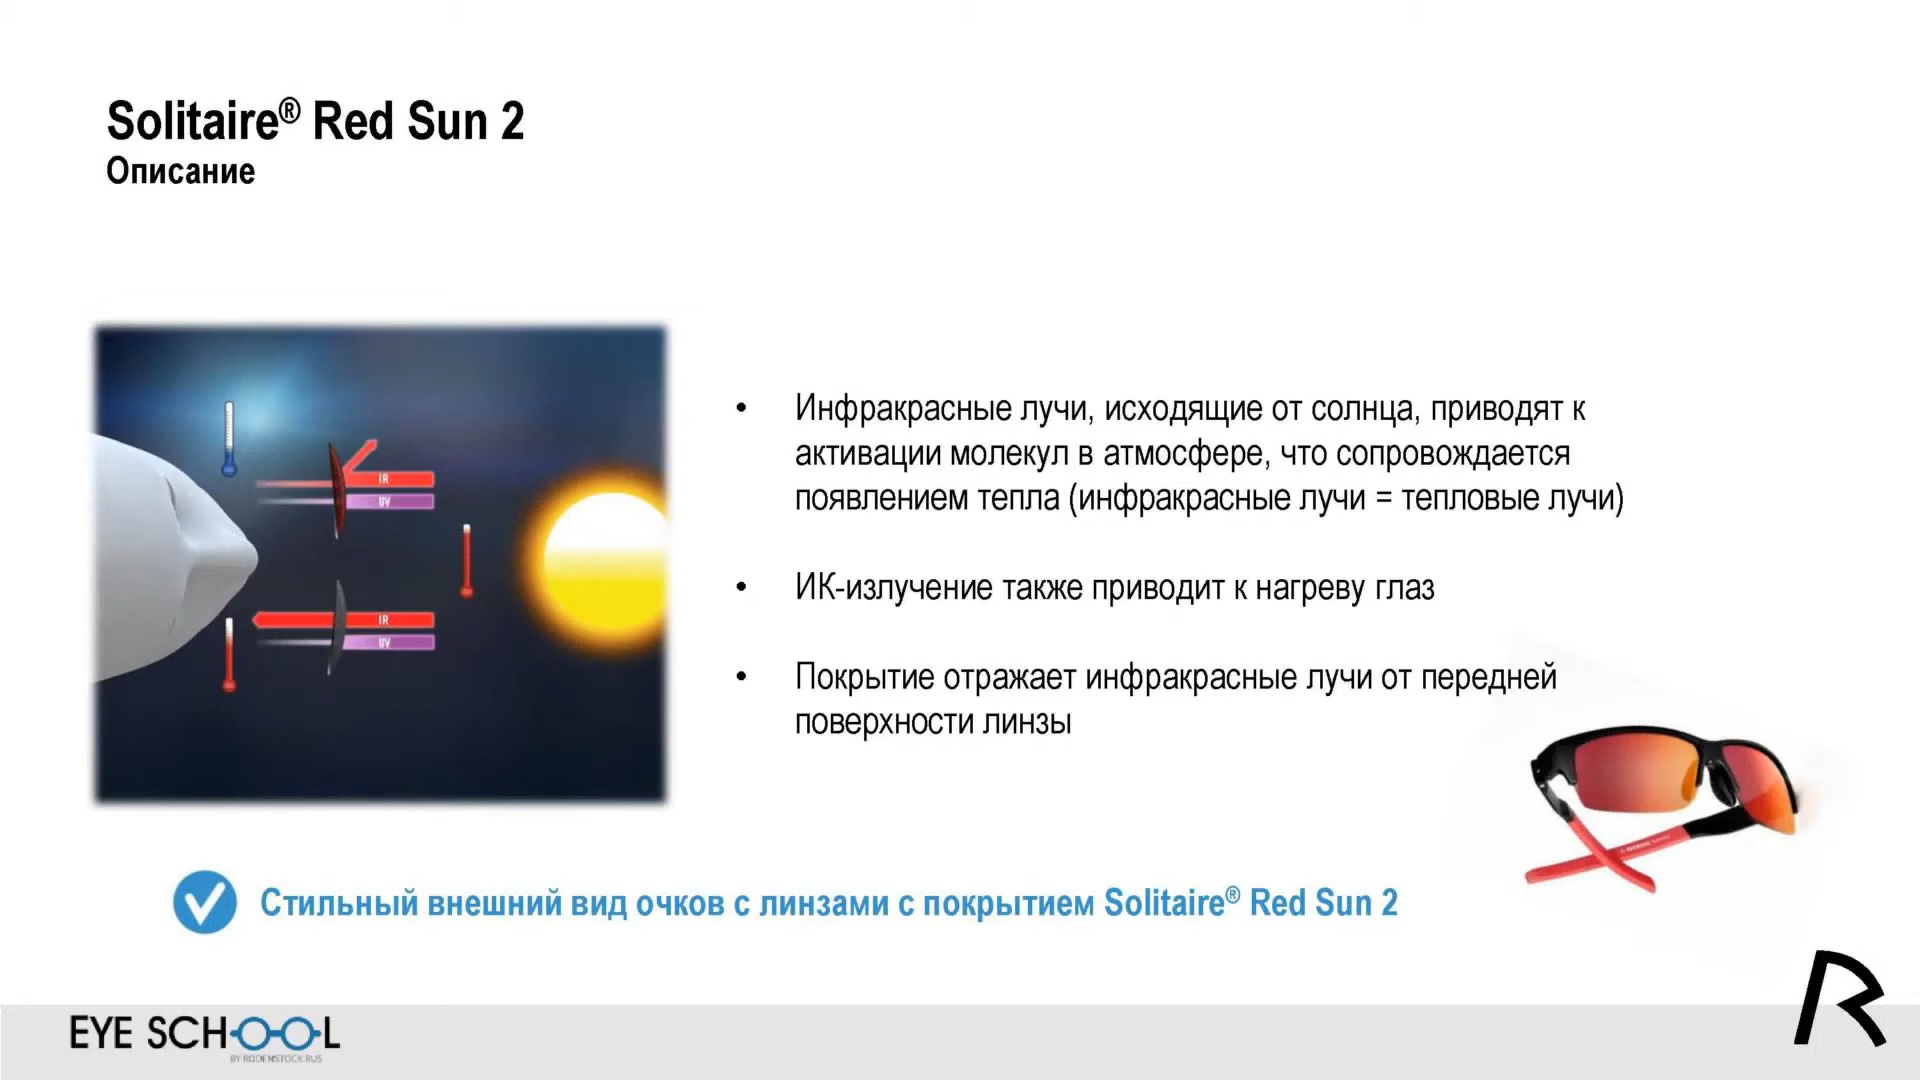 Solitaire® Red Sun 2
Описание
IR
UV
IR
UV
• Инфракрасные лучи, исходящие от солнца, приводят к
активации молекул в атмосфере, что сопровождается
появлением тепла (инфракрасные лучи = тепловые лучи)
• ИК-излучение также приводит к нагреву глаз
• Покрытие отражает инфракрасные лучи от передней
поверхности линзы
Стильный внешний вид очков с линзами с покрытием Solitaire® Red Sun 2
EYE SCHOOL
BY RODENSTOCK RUS
R